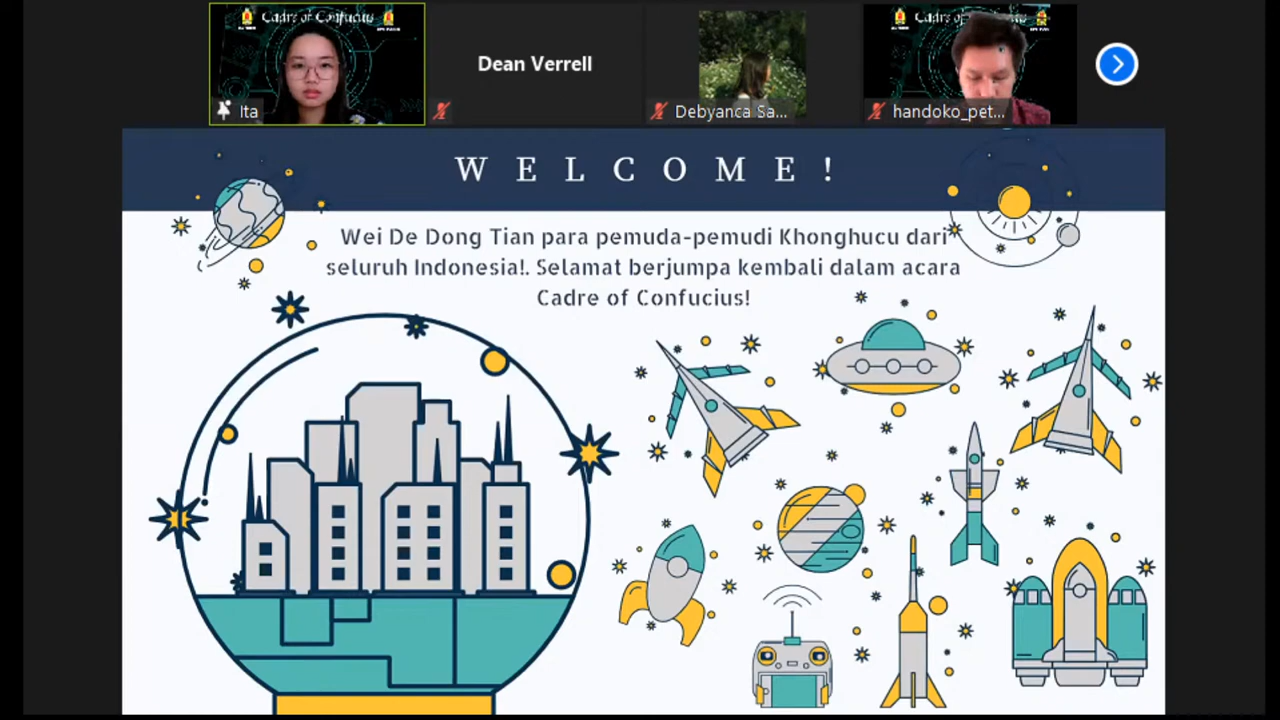 Cadre of Confucius
Cadre of Confucius
Dean Verrell
Ita
Debyanca Sa...
handoko_pet...
WELCOME!
Wei De Dong Tian para pemuda-pemudi Khonghucu dari
seluruh Indonesia!. Selamat berjumpa kembali dalam acara
Cadre of Confucius!